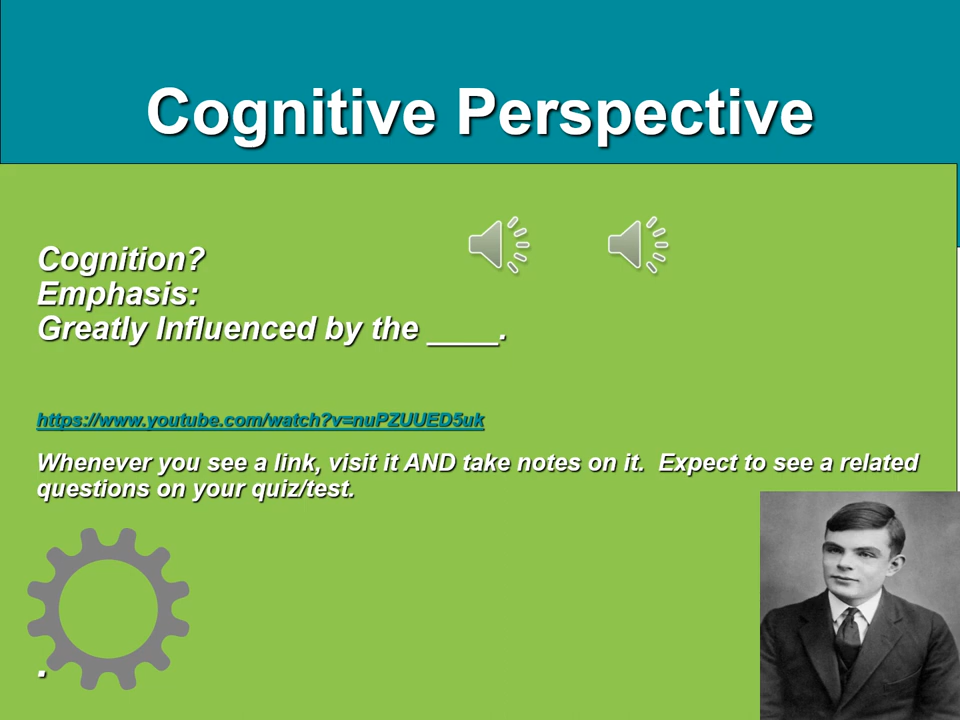 Cognitive Perspective
Cognition?
Emphasis:
Greatly Influenced by the ____.
https://www.youtube.com/watch?v=nuPZUUED5uk
Whenever you see a link, visit it AND take notes on it.  Expect to see a related
questions on your quiz/test.
.